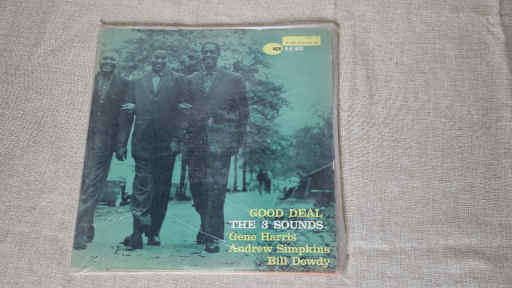 GOOD DEAL
THE 3 SOUNDS
Gene Harris
Andrew Simpkins
Bill Dowdy